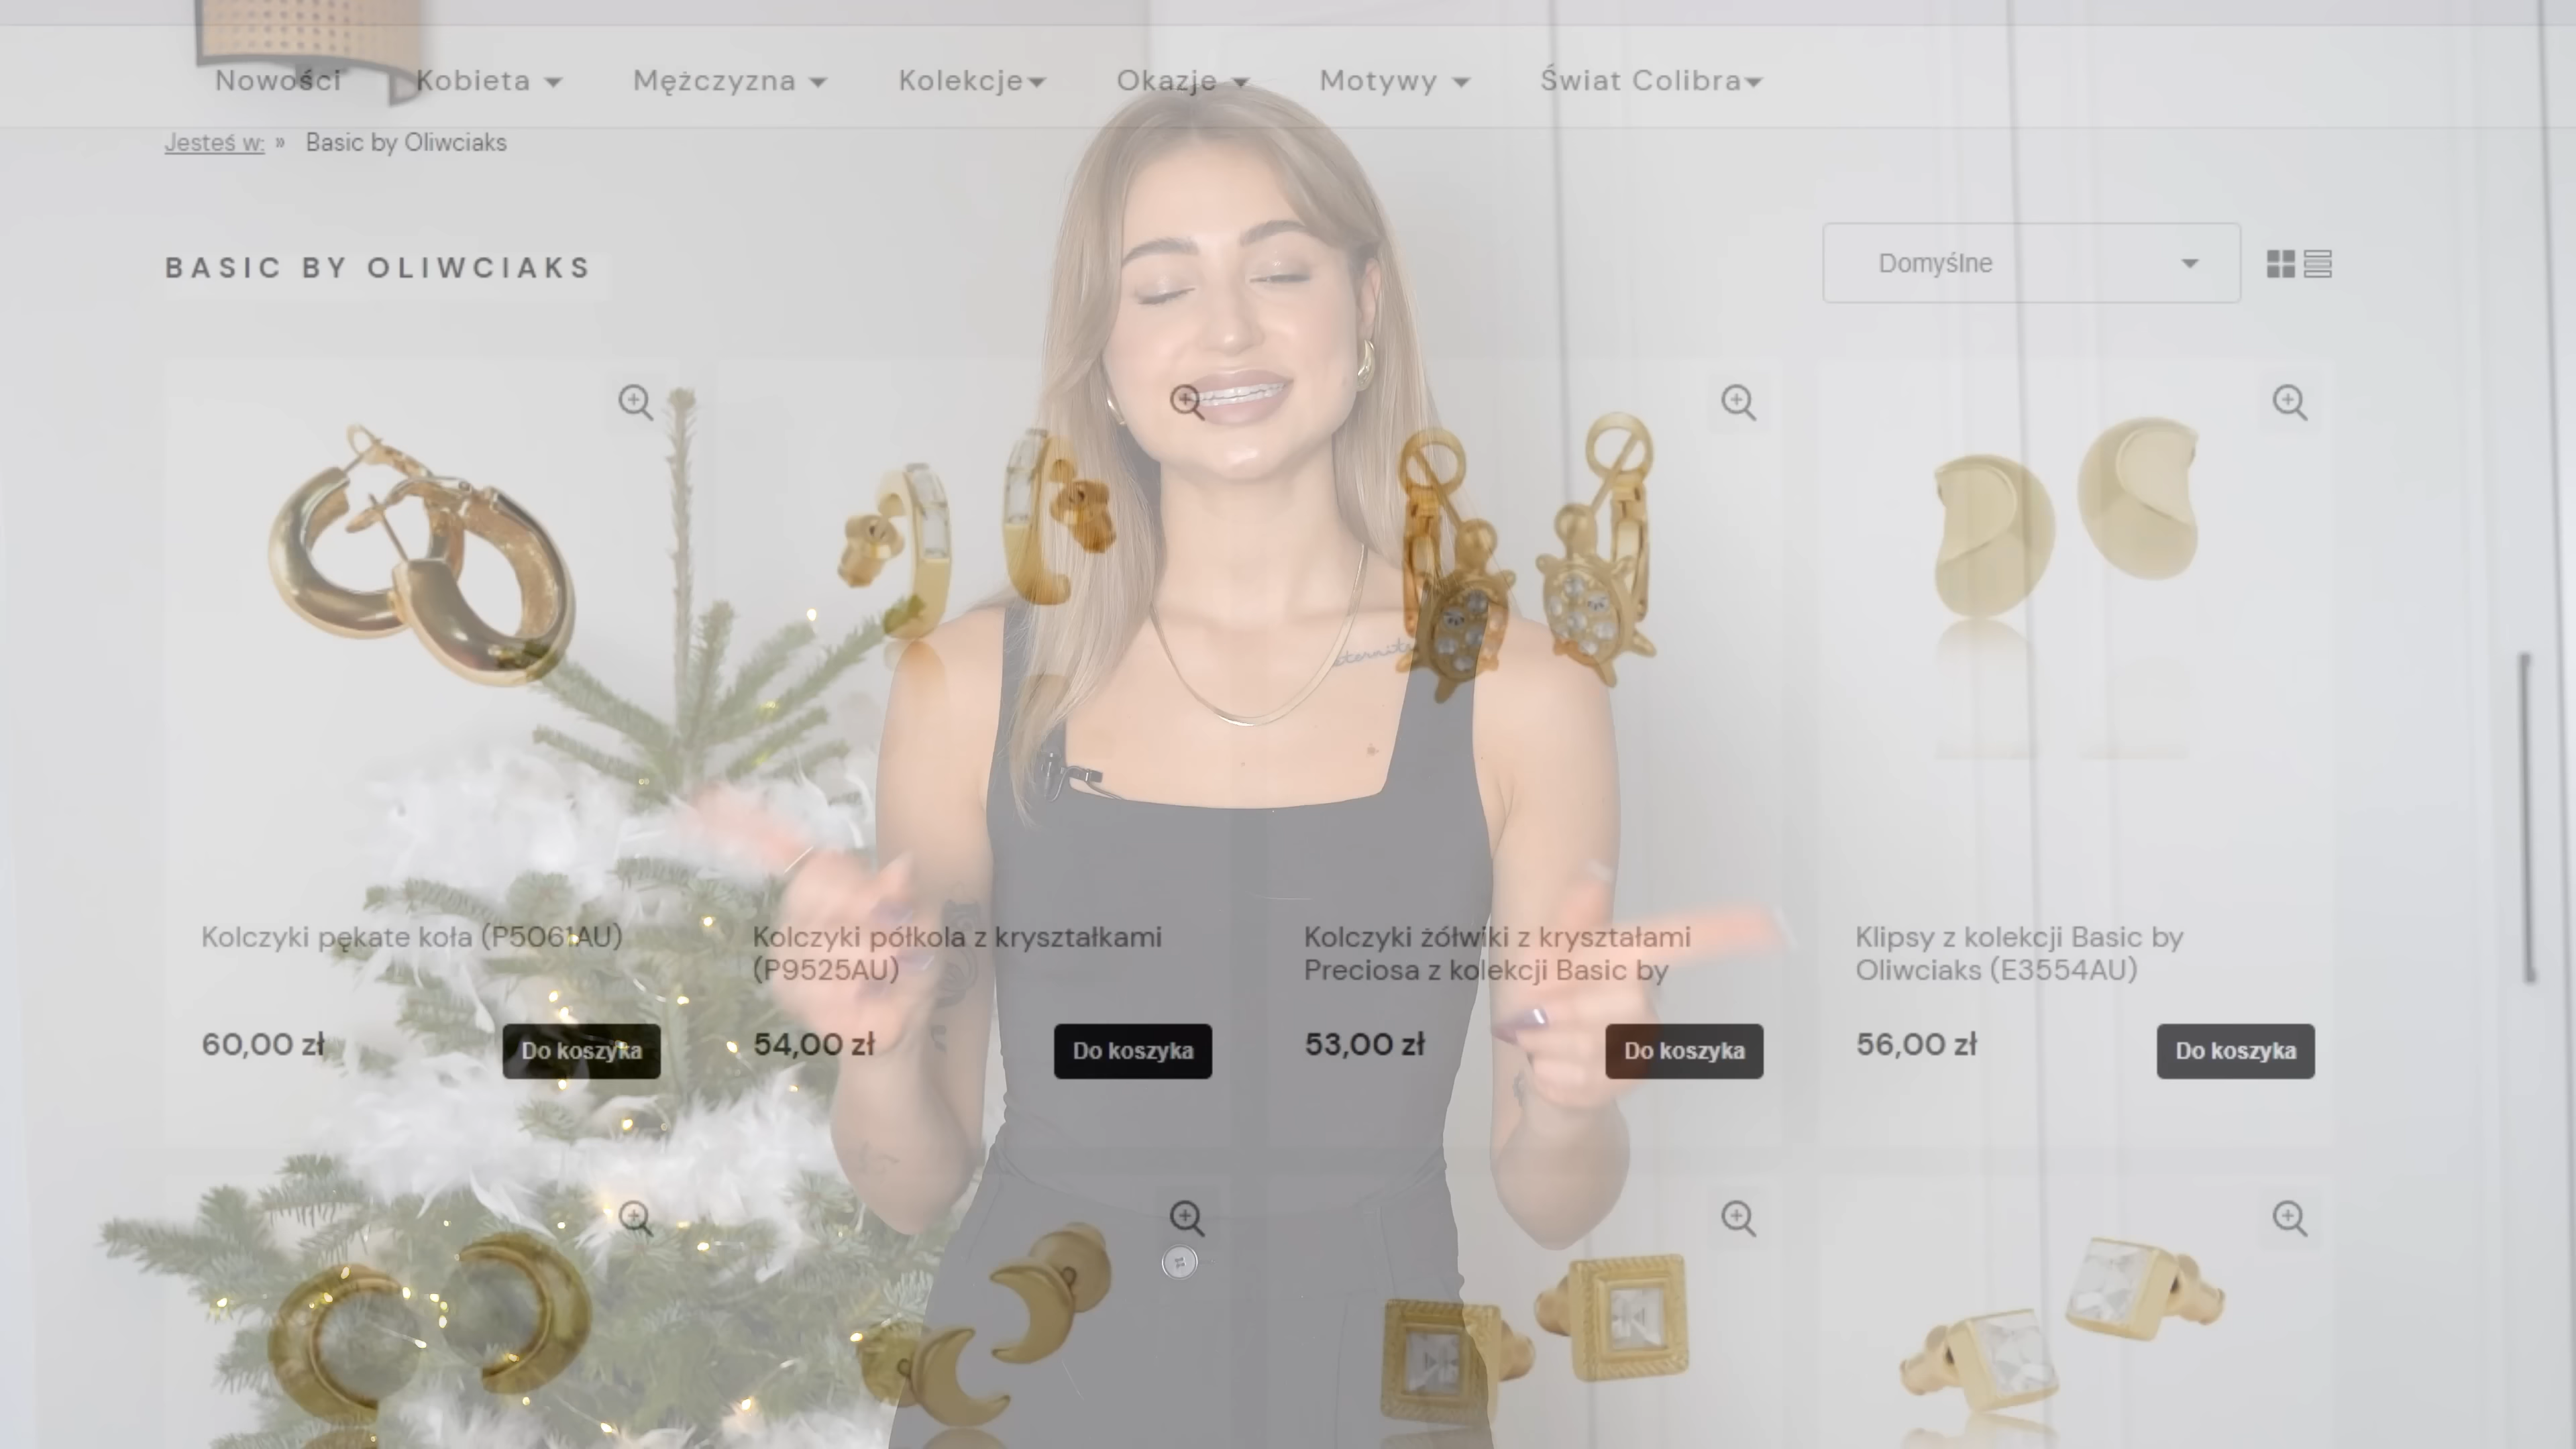 Nowości Kobieta Mężczyzna Kolekcje Okazje Motywy Świat Colibra
Jesteś w: » Basic by Oliwciaks
BASIC BY OLIWCIAKS
Domyślne
eternite
Kolczyki pękate koła (P5061AU)
60,00 zł
Do koszyka
Kolczyki półkola z kryształkami
(P9525AU)
54,00 zł
Do koszyka
Kolczyki żółwiki z kryształami
Preciosa z kolekcji Basic by
53,00 zł
Do koszyka
Klipsy z kolekcji Basic by
Oliwciaks (E3554AU)
56,00 zł
Do koszyka